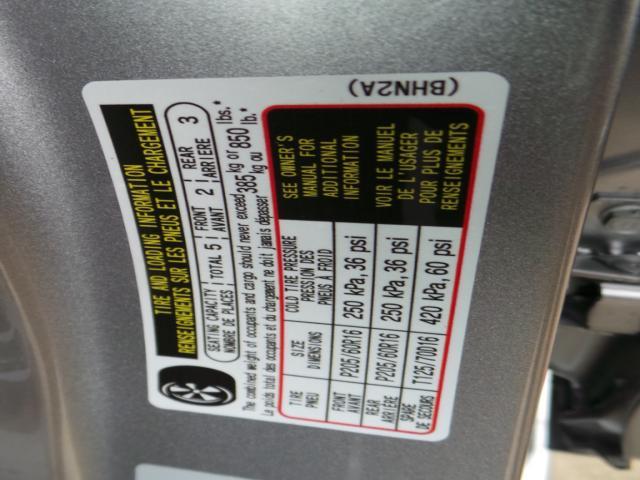 TIRE AND LOADING INFORMATION
RENSEIGNEMENTS SUR LES PNEUS ET LE CHARGEMENT
SEATING CAPACITY TOTAL 5 FRONT 2 REAR 3
NOMBRE DE PLACES AVANT ARRIÈRE
The combined weight of occupants and cargo should never exceed 385 kg or 850 lbs.*
Le poids total des occupants et du chargement ne doit jamais dépasser 385 kg ou 850 lb.*
TIRE SIZE COLD TIRE PRESSURE SEE OWNER'S
PNEU DIMENSIONS PRESSION DES MANUAL FOR
PNEUS A FROID ADDITIONAL
INFORMATION
FRONT P205/60R16 250 kPa, 36 psi
AVANT
REAR P205/60R16 250 kPa, 36 psi VOIR LE MANUEL
ARRIÈRE DE L'USAGER
SPARE T125/70D16 420 kPa, 60 psi POUR PLUS DE
DE SECOURS RENSEIGNEMENTS
(BHN2A)